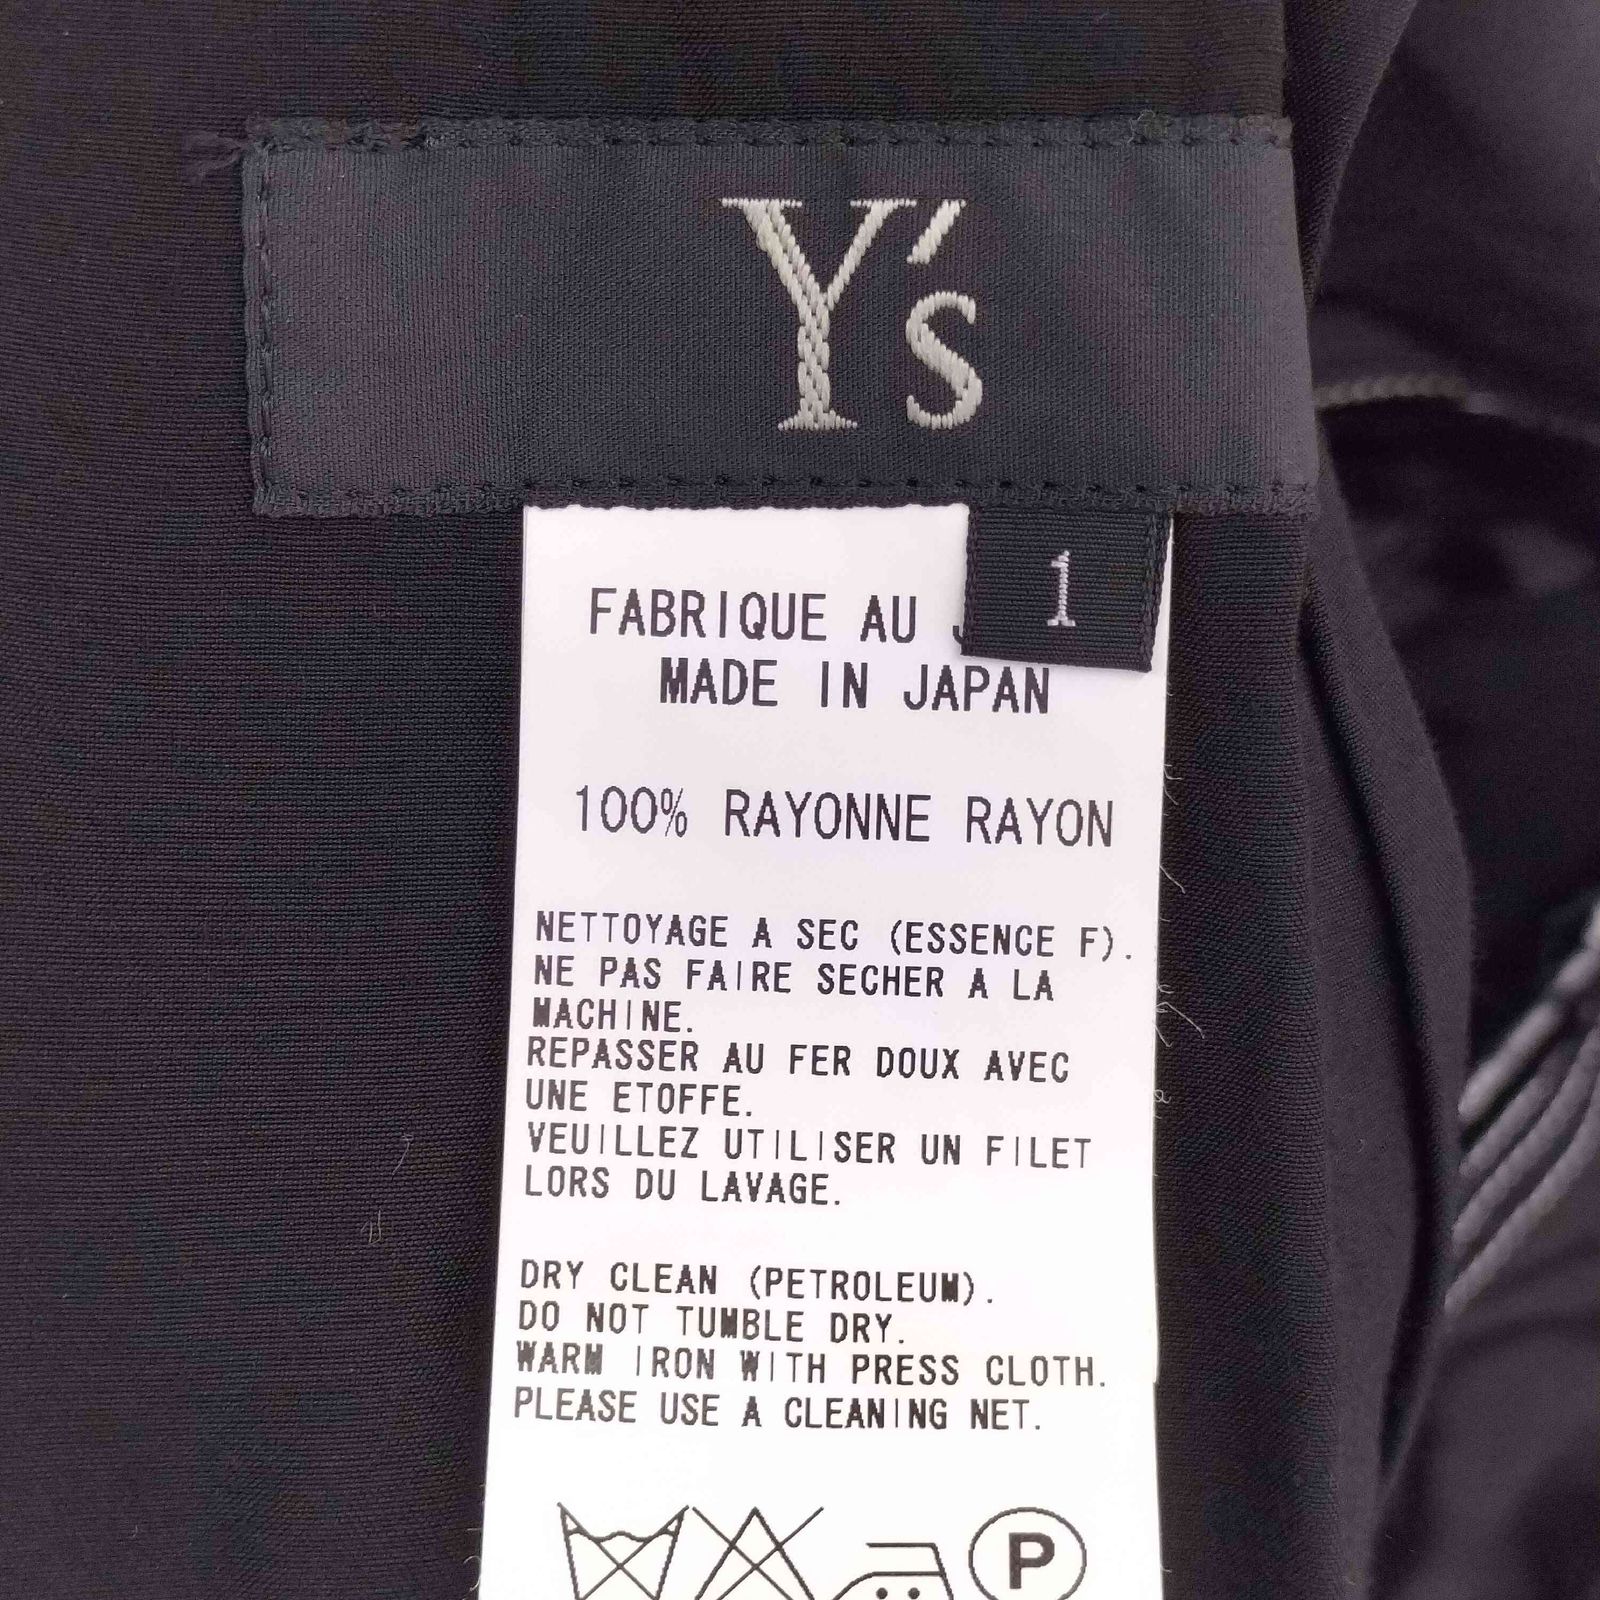 Y's
1
FABRIQUE AU
MADE IN JAPAN
100% RAYONNE RAYON
NETTOYAGE A SEC (ESSENCE F).
NE PAS FAIRE SECHER A LA
MACHINE.
REPASSER AU FER DOUX AVEC
UNE ETOFFE.
VEUILLEZ UTILISER UN FILET
LORS DU LAVAGE.
DRY CLEAN (PETROLEUM).
DO NOT TUMBLE DRY.
WARM IRON WITH PRESS CLOTH.
PLEASE USE A CLEANING NET.
P